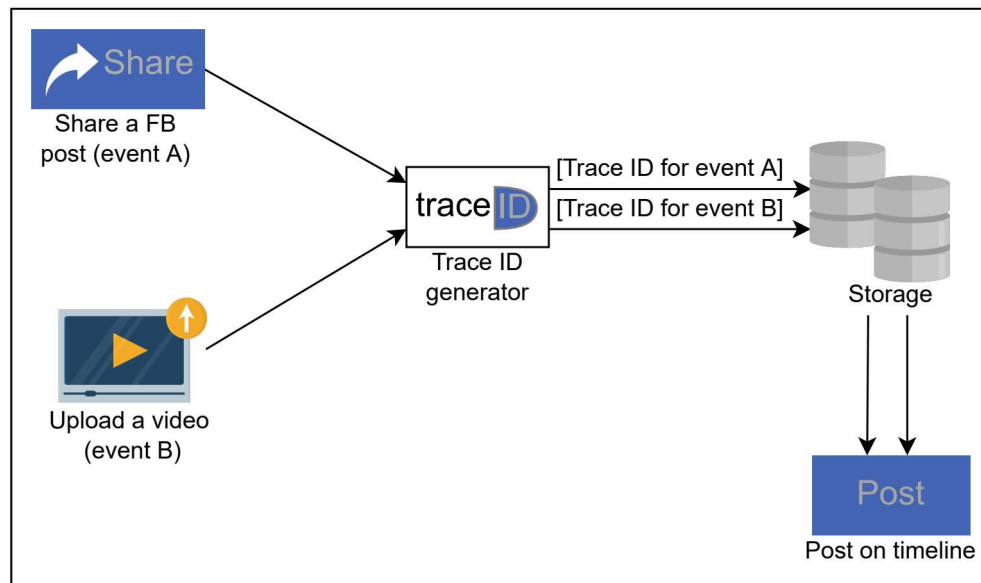 Share
Share a FB
post (event A)
trace ID
Trace ID
generator
[Trace ID for event A]
[Trace ID for event B]
Storage
Upload a video
(event B)
Post
Post on timeline